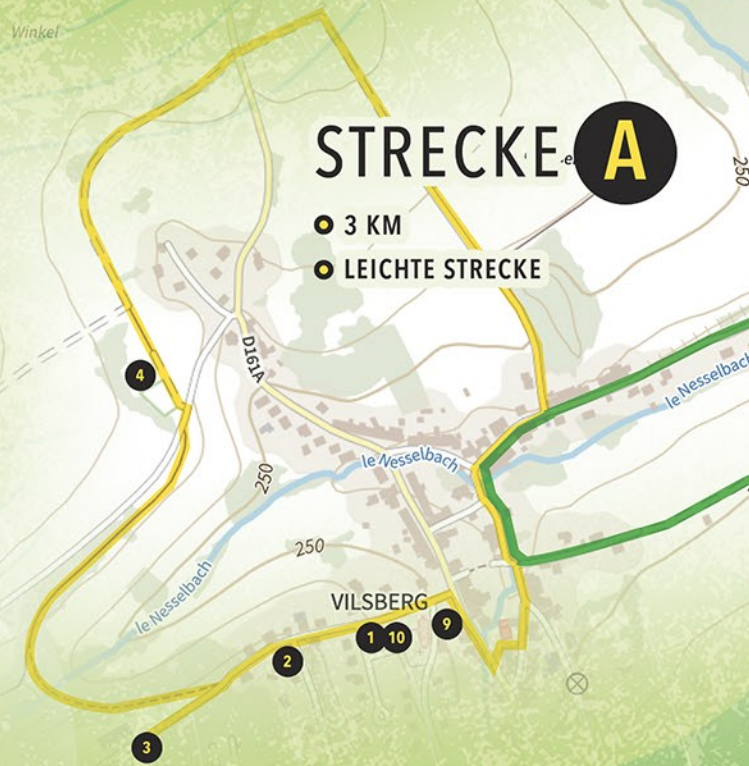 Winkel
STRECKE A
3 KM
LEICHTE STRECKE
250
D161A
4
le Nesselbach
le Nesselbach
250
250
le Nesselbach
VILSBERG
9
1 10
2
3